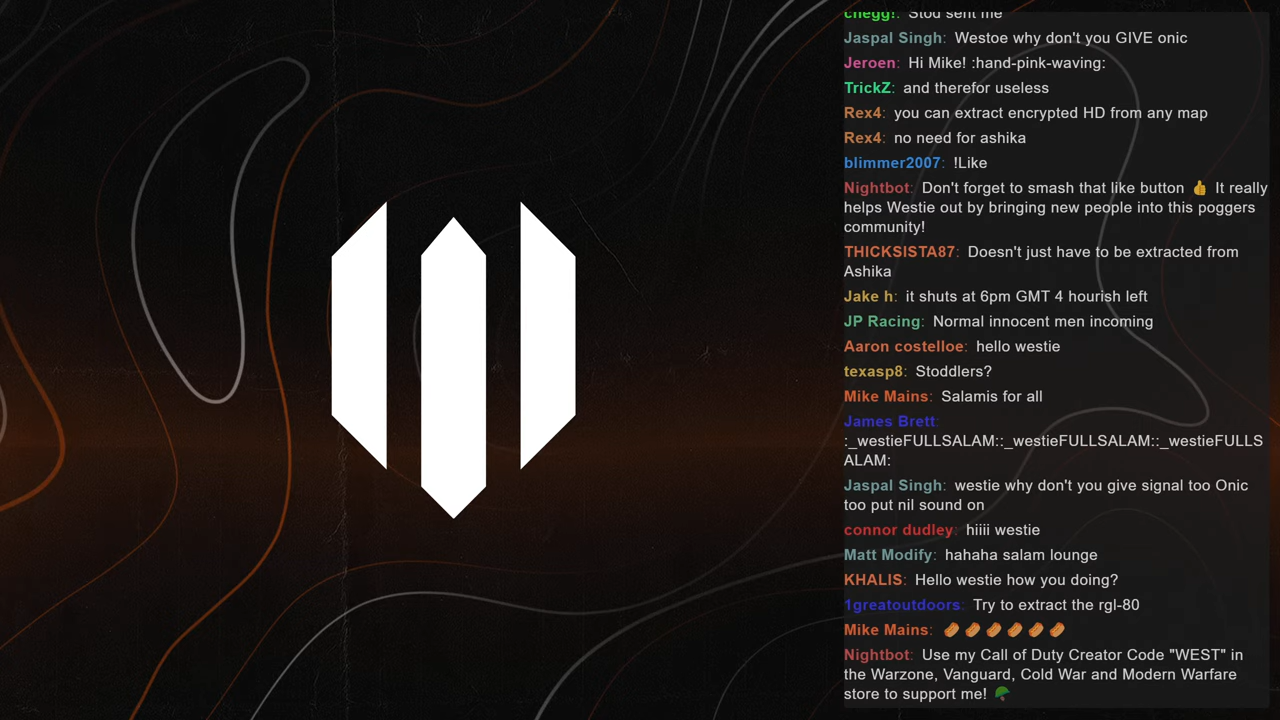 chegg!: Stod sent me
Jaspal Singh: Westoe why don't you GIVE onic
Jeroen: Hi Mike! :hand-pink-waving:
TrickZ: and therefor useless
Rex4: you can extract encrypted HD from any map
Rex4: no need for ashika
blimmer2007: !Like
Nightbot: Don't forget to smash that like button 👍 It really
helps Westie out by bringing new people into this poggers
community!
THICKSISTA87: Doesn't just have to be extracted from
Ashika
Jake h: it shuts at 6pm GMT 4 hourish left
JP Racing: Normal innocent men incoming
Aaron costelloe: hello westie
texasp8: Stoddlers?
Mike Mains: Salamis for all
James Brett:
:_westieFULLSALAM::_westieFULLSALAM::_westieFULLS
ALAM:
Jaspal Singh: westie why don't you give signal too Onic
too put nil sound on
connor dudley: hiiii westie
Matt Modify: hahaha salam lounge
KHALIS: Hello westie how you doing?
1greatoutdoors: Try to extract the rgl-80
Mike Mains: 🌭🌭🌭🌭🌭🌭
Nightbot: Use my Call of Duty Creator Code "WEST" in
the Warzone, Vanguard, Cold War and Modern Warfare
store to support me! 🪂